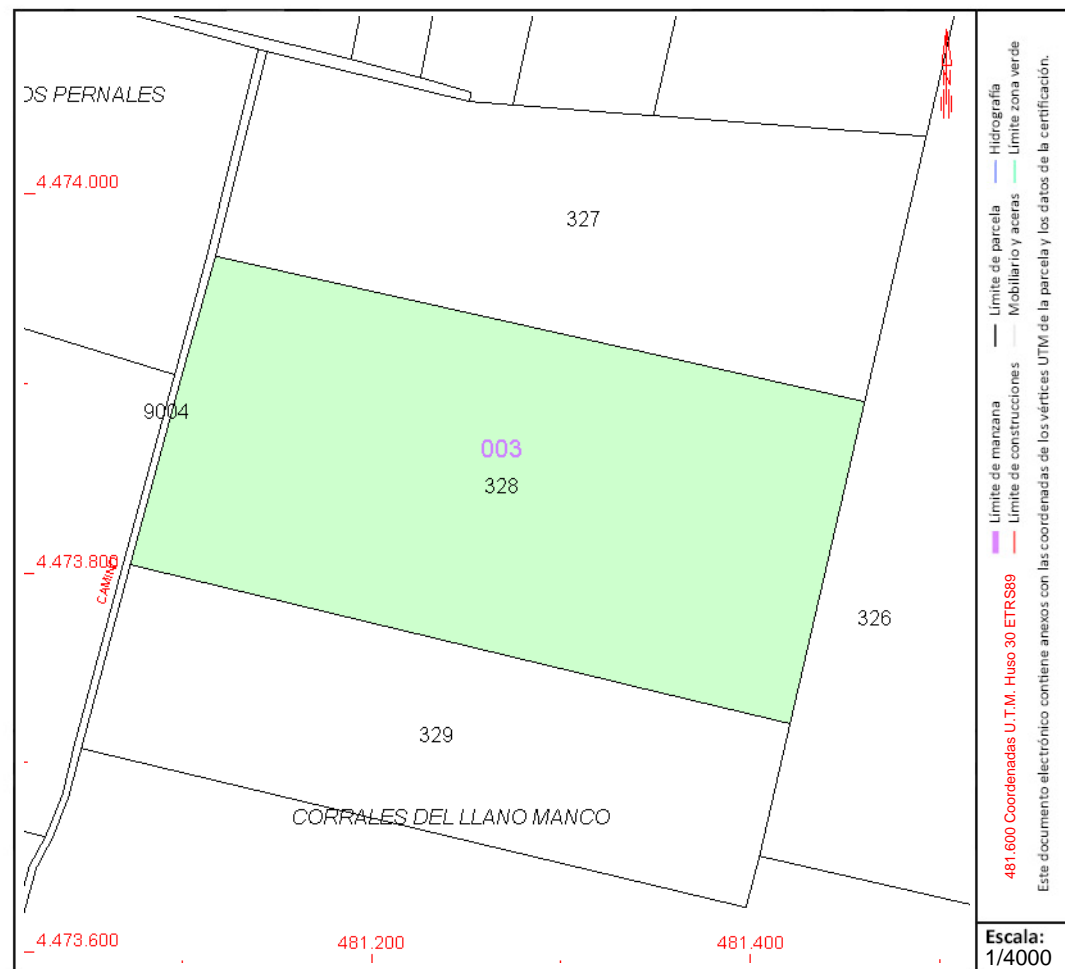 OS PERNALES
4.474.000
327
9004
003
328
4.473.800
CAMINO
326
329
CORRALES DEL LLANO MANCO
4.473.600
481.200
481.400
Límite de manzana
Límite de parcela
Hidrografía
Límite de construcciones
Mobiliario y aceras
Límite zona verde
481.600 Coordenadas U.T.M. Huso 30 ETRS89
Este documento electrónico contiene anexos con las coordenadas de los vértices UTM de la parcela y los datos de la certificación.
Escala:
1/4000